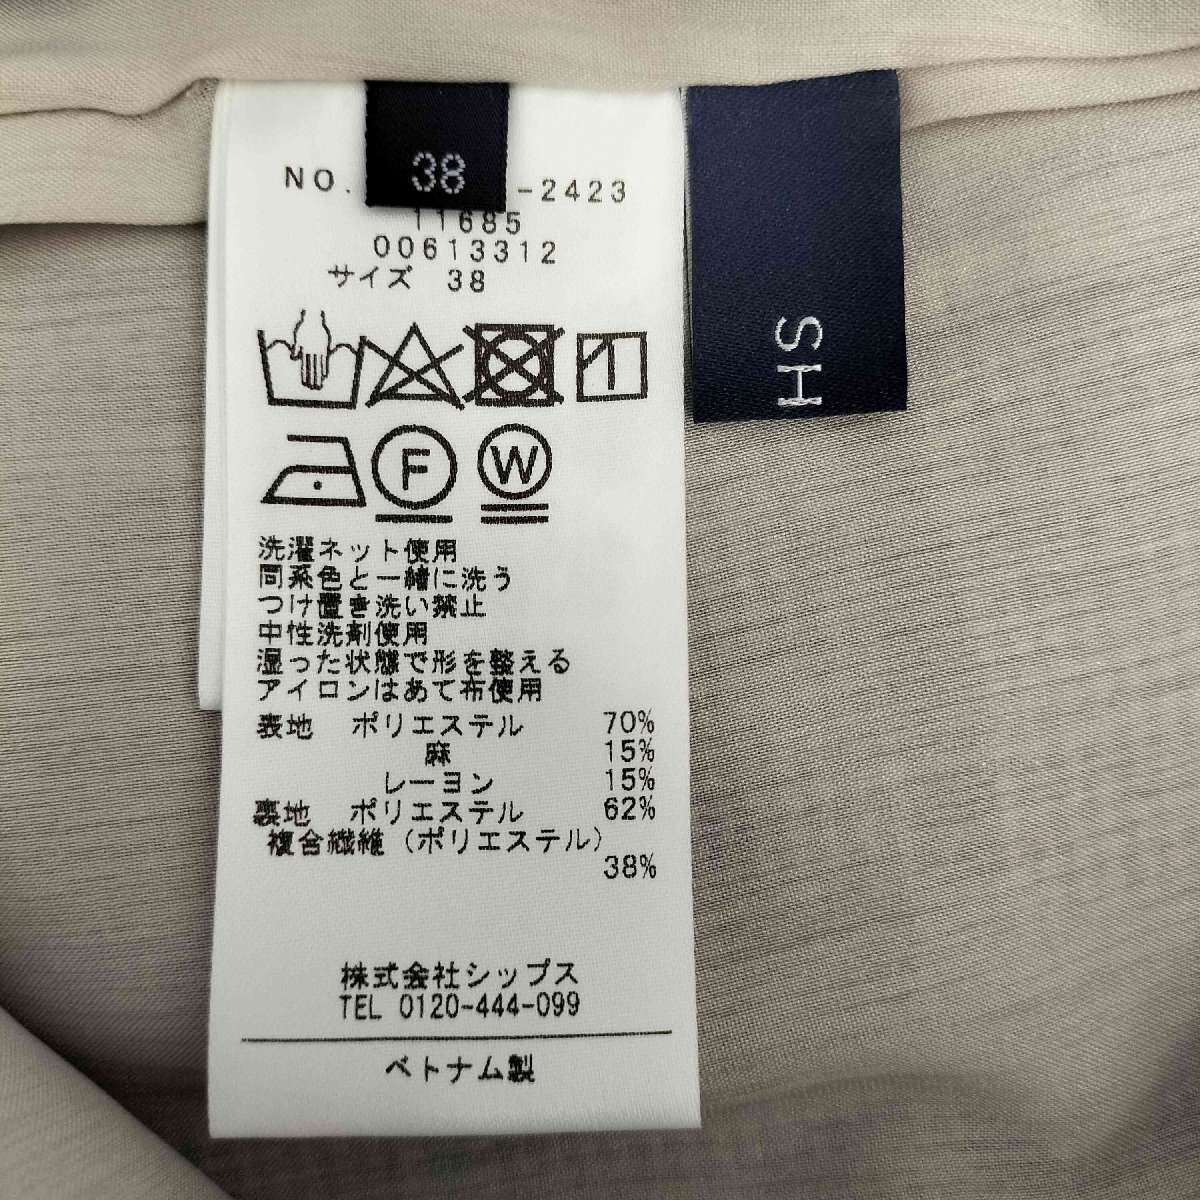 38
NO. -2423
11685
00613312
サイズ 38
F W
洗濯ネット使用
同系色と一緒に洗う
つけ置き洗い禁止
中性洗剤使用
湿った状態で形を整える
アイロンはあて布使用
表地 ポリエステル 70%
麻 15%
レーヨン 15%
裏地 ポリエステル 62%
複合繊維(ポリエステル)
38%
株式会社シップス
TEL 0120-444-099
ベトナム製
SH